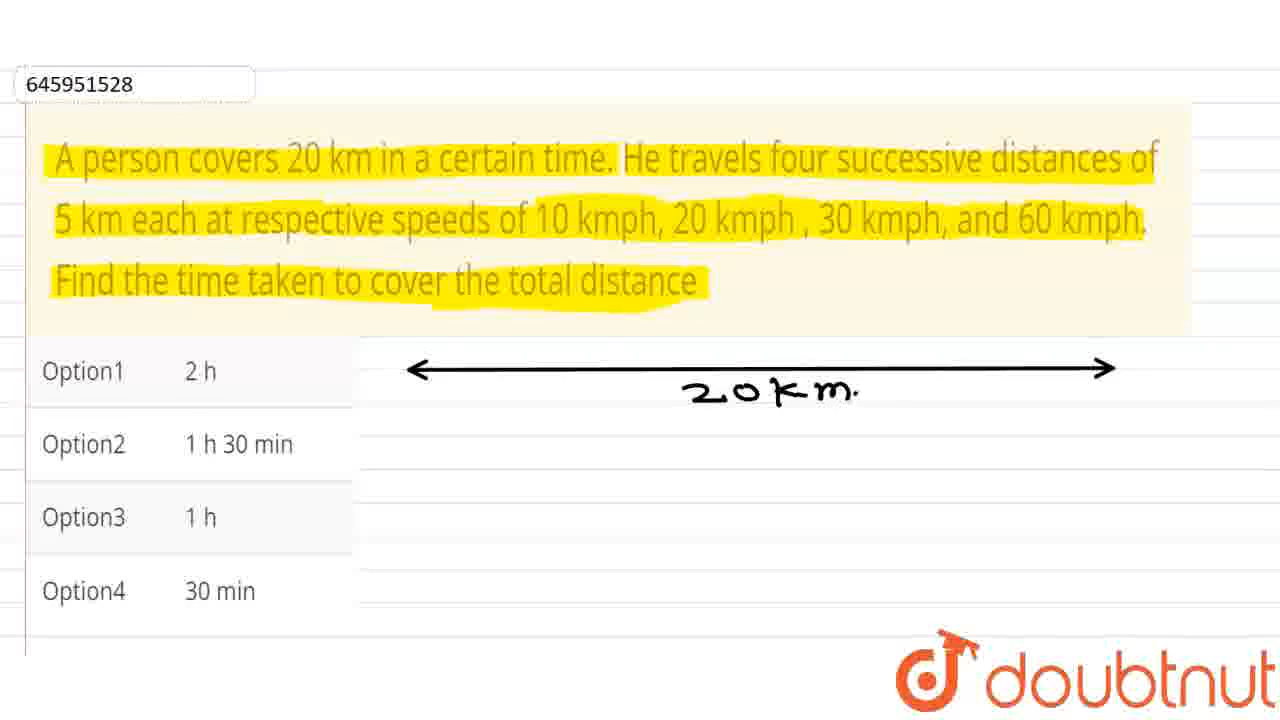 645951528
A person covers 20 km in a certain time. He travels four successive distances of
5 km each at respective speeds of 10 kmph, 20 kmph , 30 kmph, and 60 kmph.
Find the time taken to cover the total distance
Option1 2 h
20 km.
Option2 1 h 30 min
Option3 1 h
Option4 30 min
doubtnut